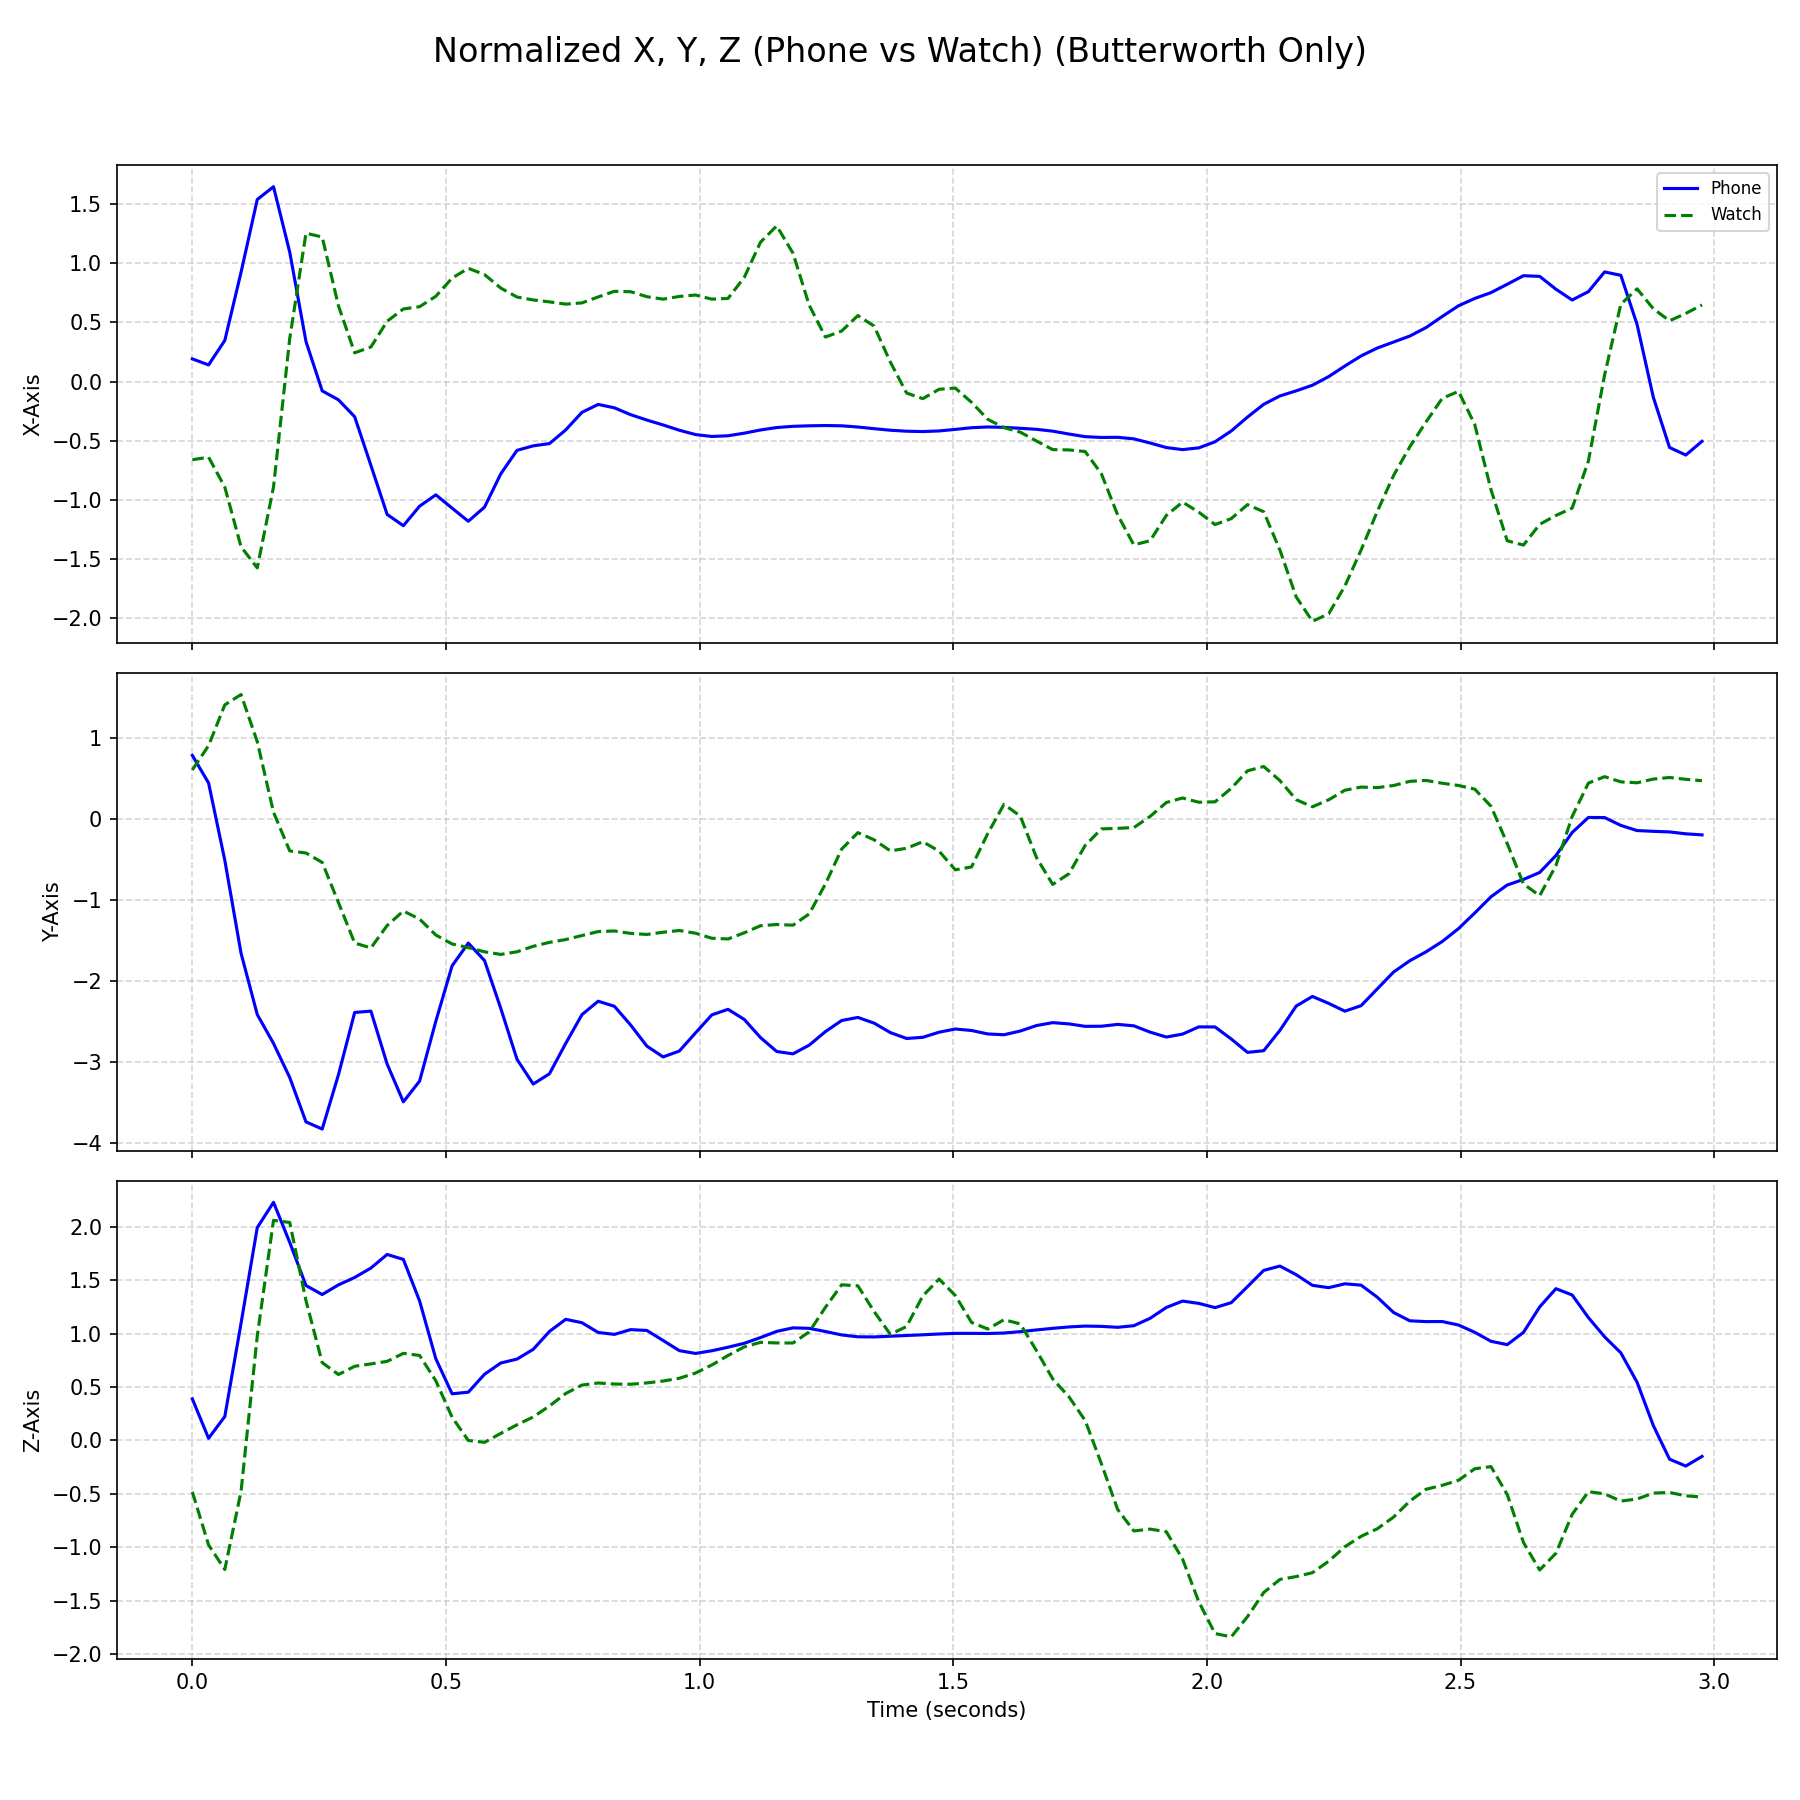 Normalized X, Y, Z (Phone vs Watch) (Butterworth Only)
Phone
Watch
X-Axis
1.5
1.0
0.5
0.0
−0.5
−1.0
−1.5
−2.0
Y-Axis
1
0
−1
−2
−3
−4
Z-Axis
2.0
1.5
1.0
0.5
0.0
−0.5
−1.0
−1.5
−2.0
0.0 0.5 1.0 1.5 2.0 2.5 3.0
Time (seconds)